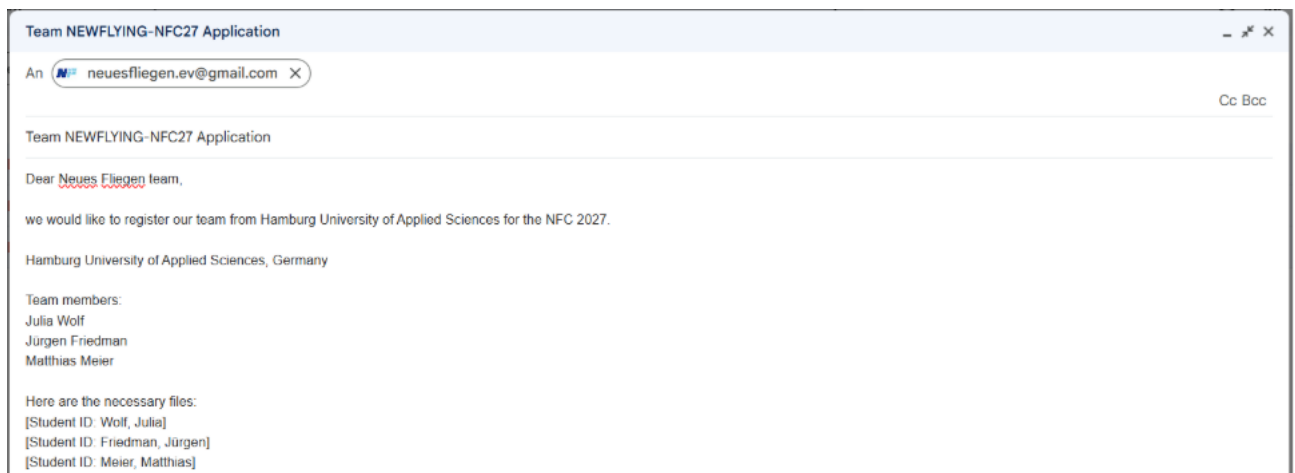 Team NEWFLYING-NFC27 Application
An NF neuesfliegen.ev@gmail.com
Cc Bcc
Team NEWFLYING-NFC27 Application
Dear Neues Fliegen team,
we would like to register our team from Hamburg University of Applied Sciences for the NFC 2027.
Hamburg University of Applied Sciences, Germany
Team members:
Julia Wolf
Jürgen Friedman
Matthias Meier
Here are the necessary files:
[Student ID: Wolf, Julia]
[Student ID: Friedman, Jürgen]
[Student ID: Meier, Matthias]